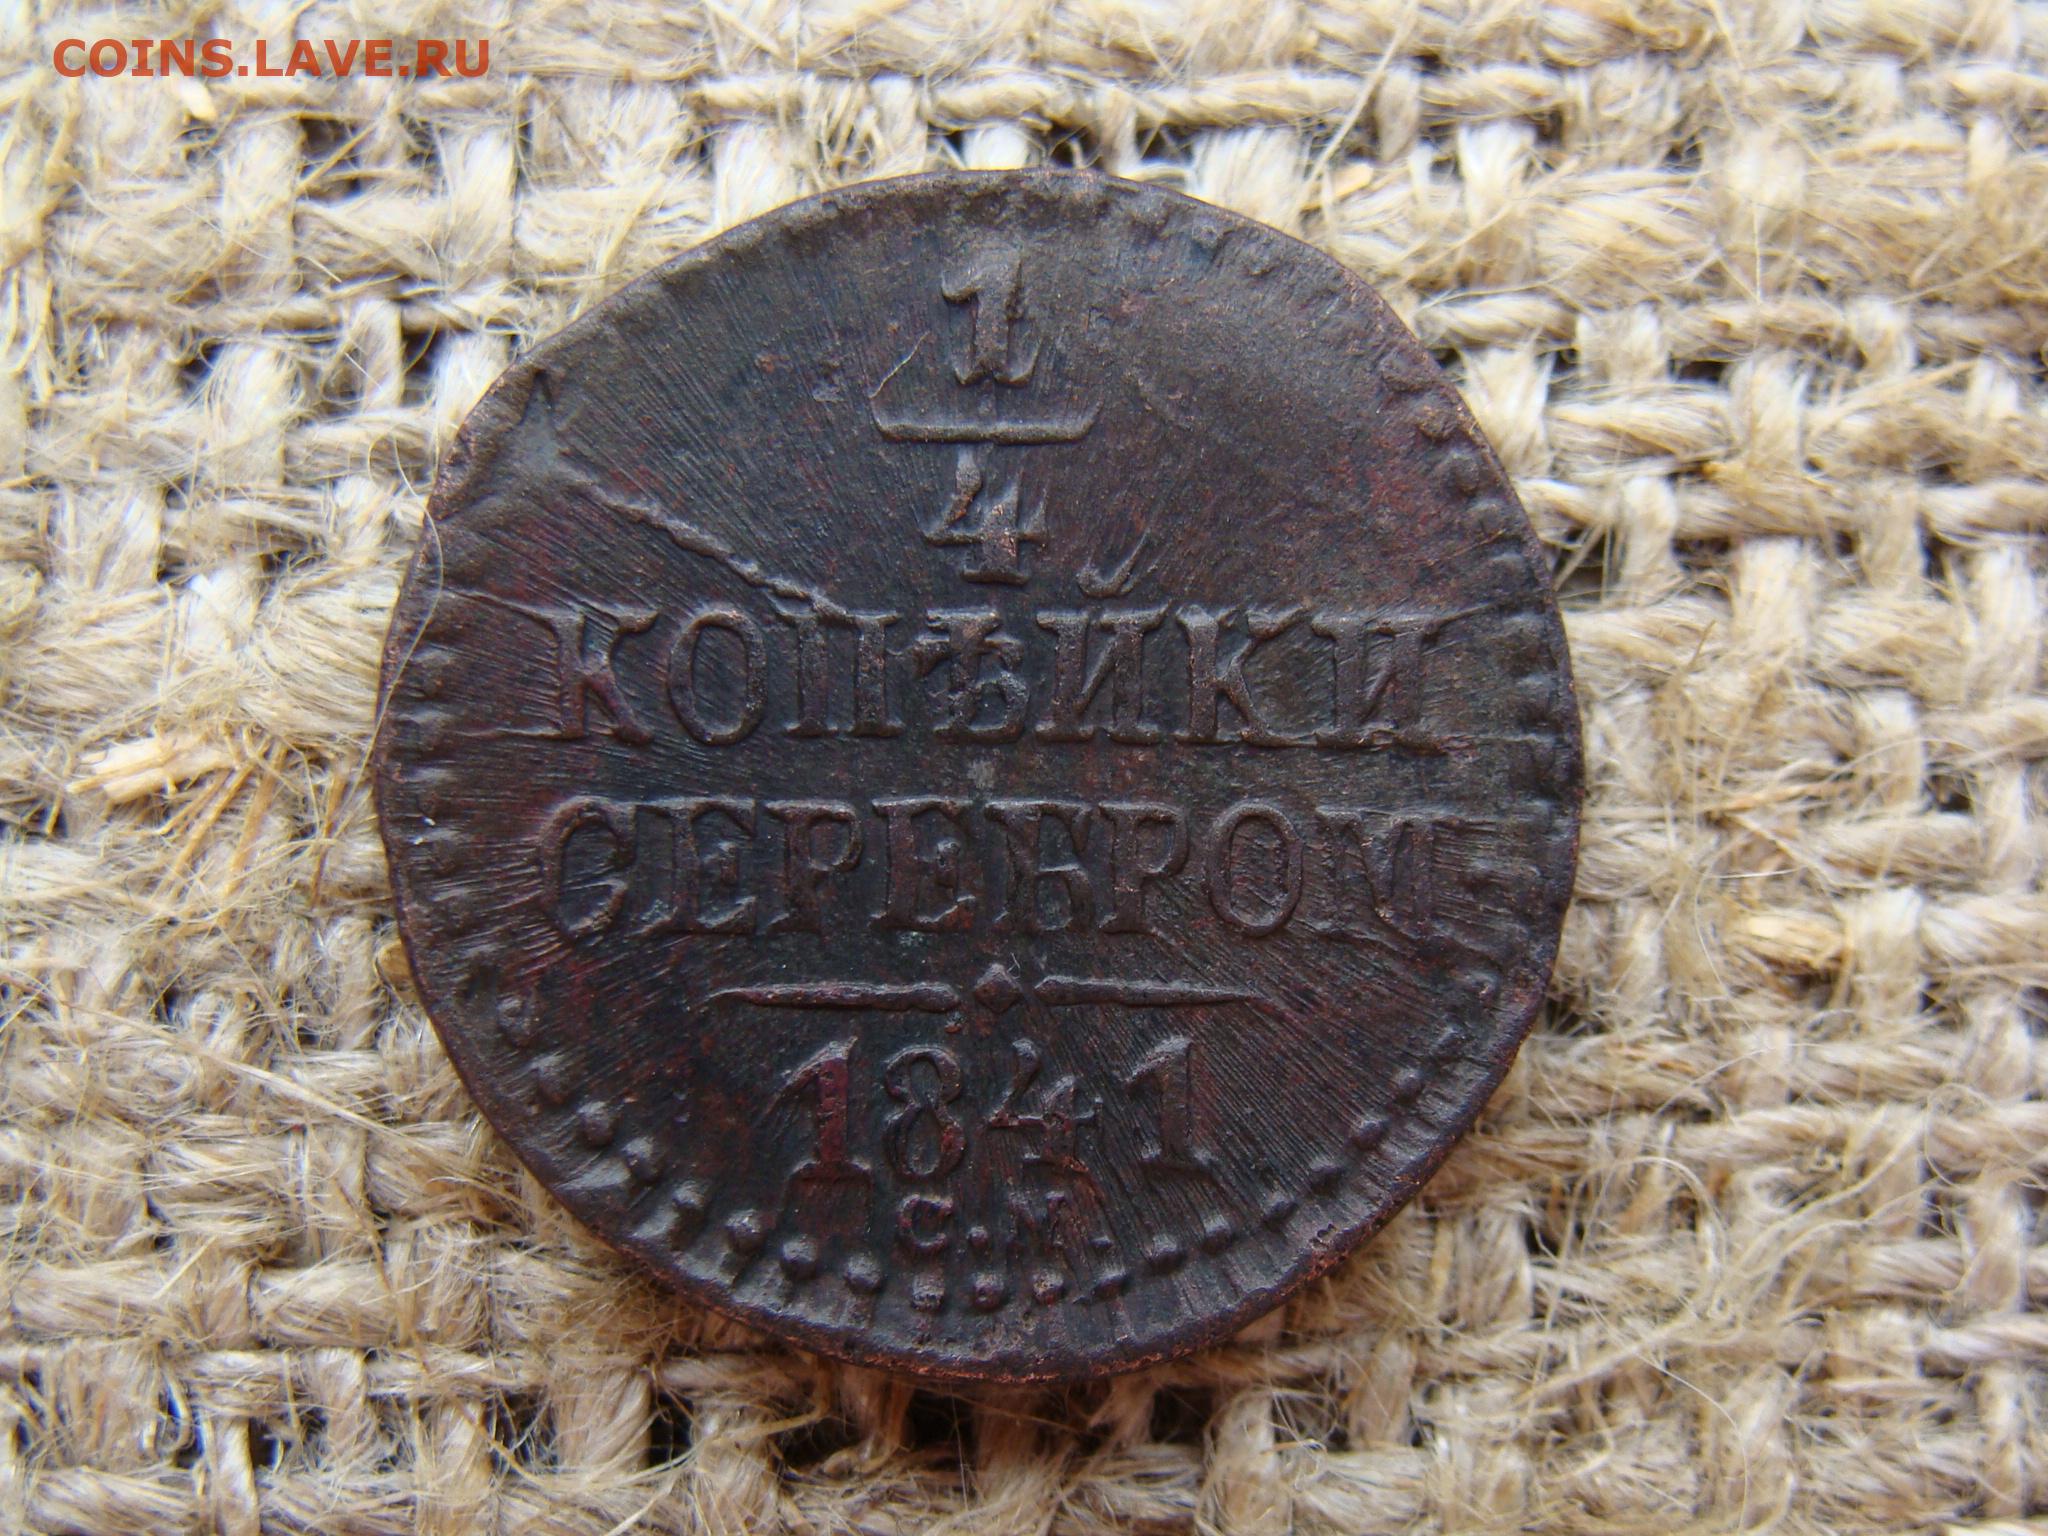 COINS.LAVE.RU
1
4
КОПѢЙКИ
СЕРЕБРОМ
1841
С.М.